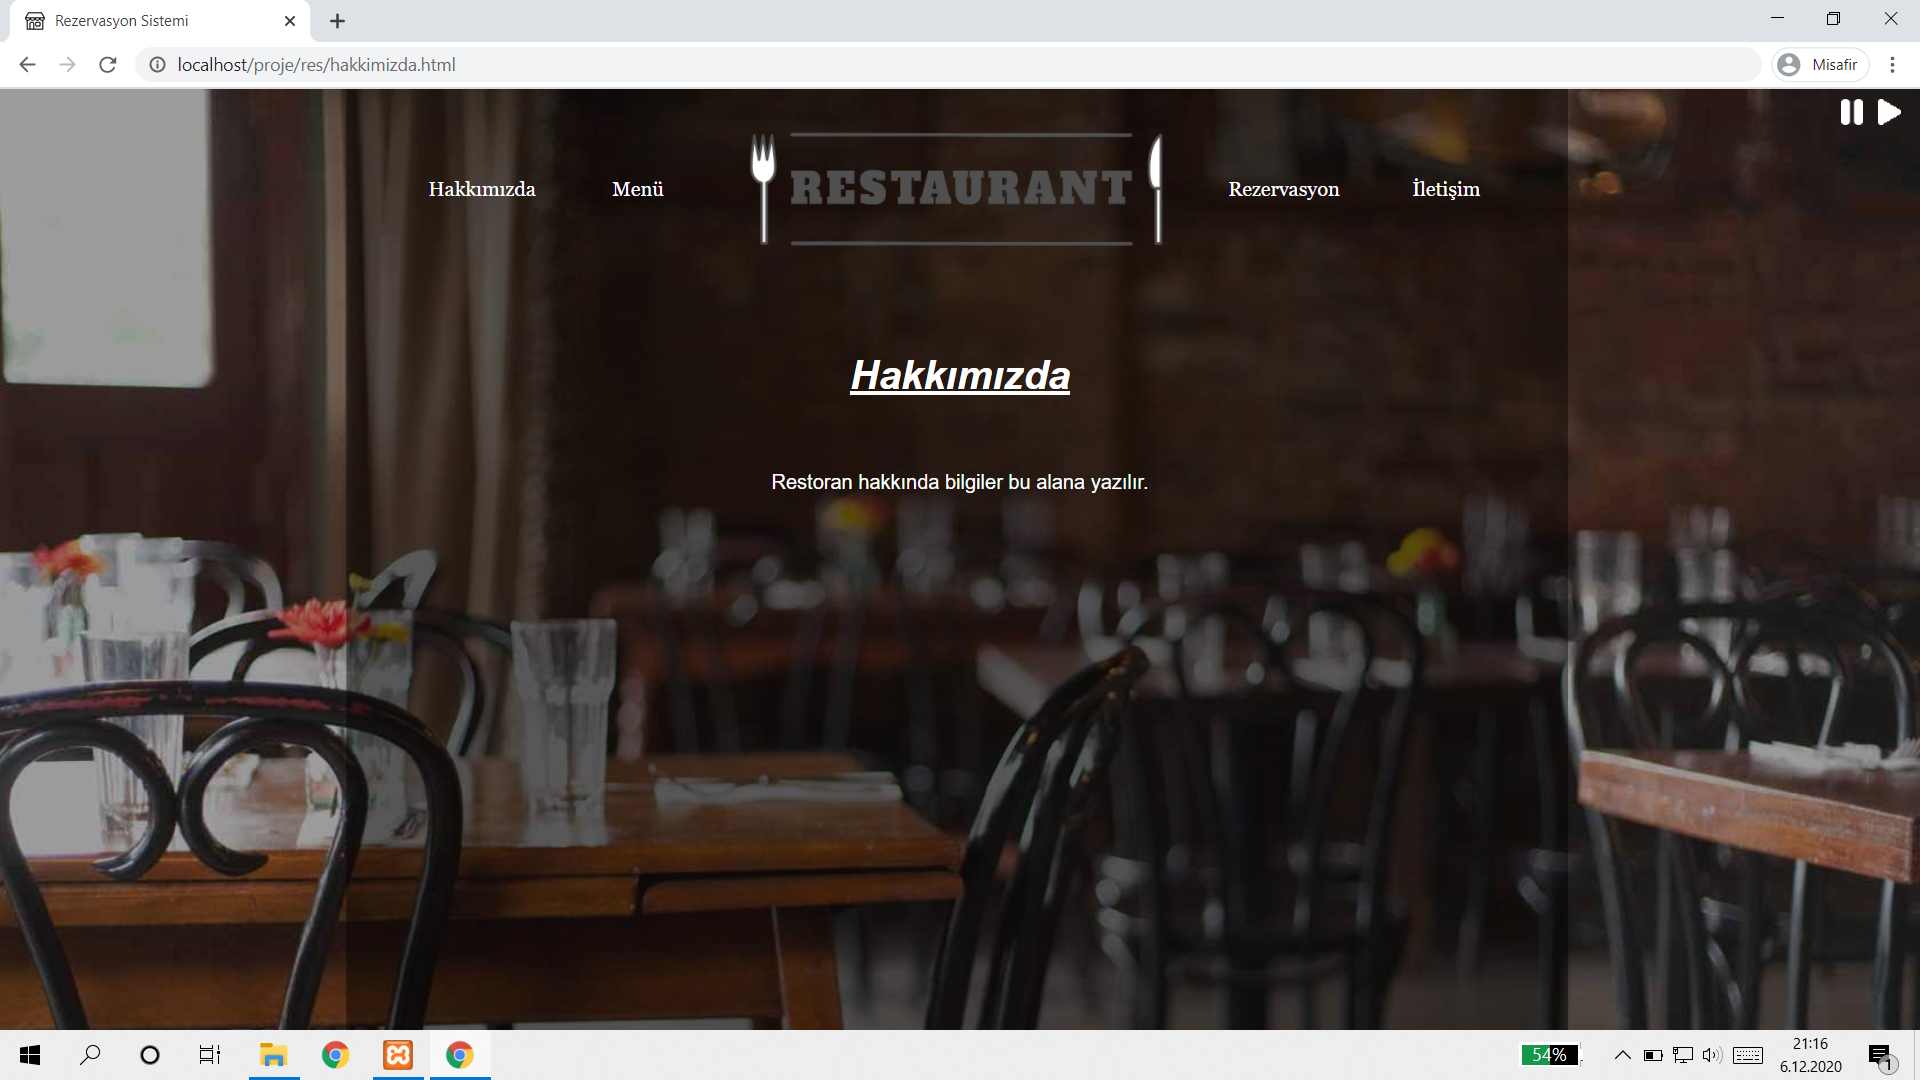 Rezervasyon Sistemi
localhost/proje/res/hakkimizda.html
Misafir
Hakkımızda
Menü
RESTAURANT
Rezervasyon
İletişim
Hakkımızda
Restoran hakkında bilgiler bu alana yazılır.
54%
21:16
6.12.2020
1